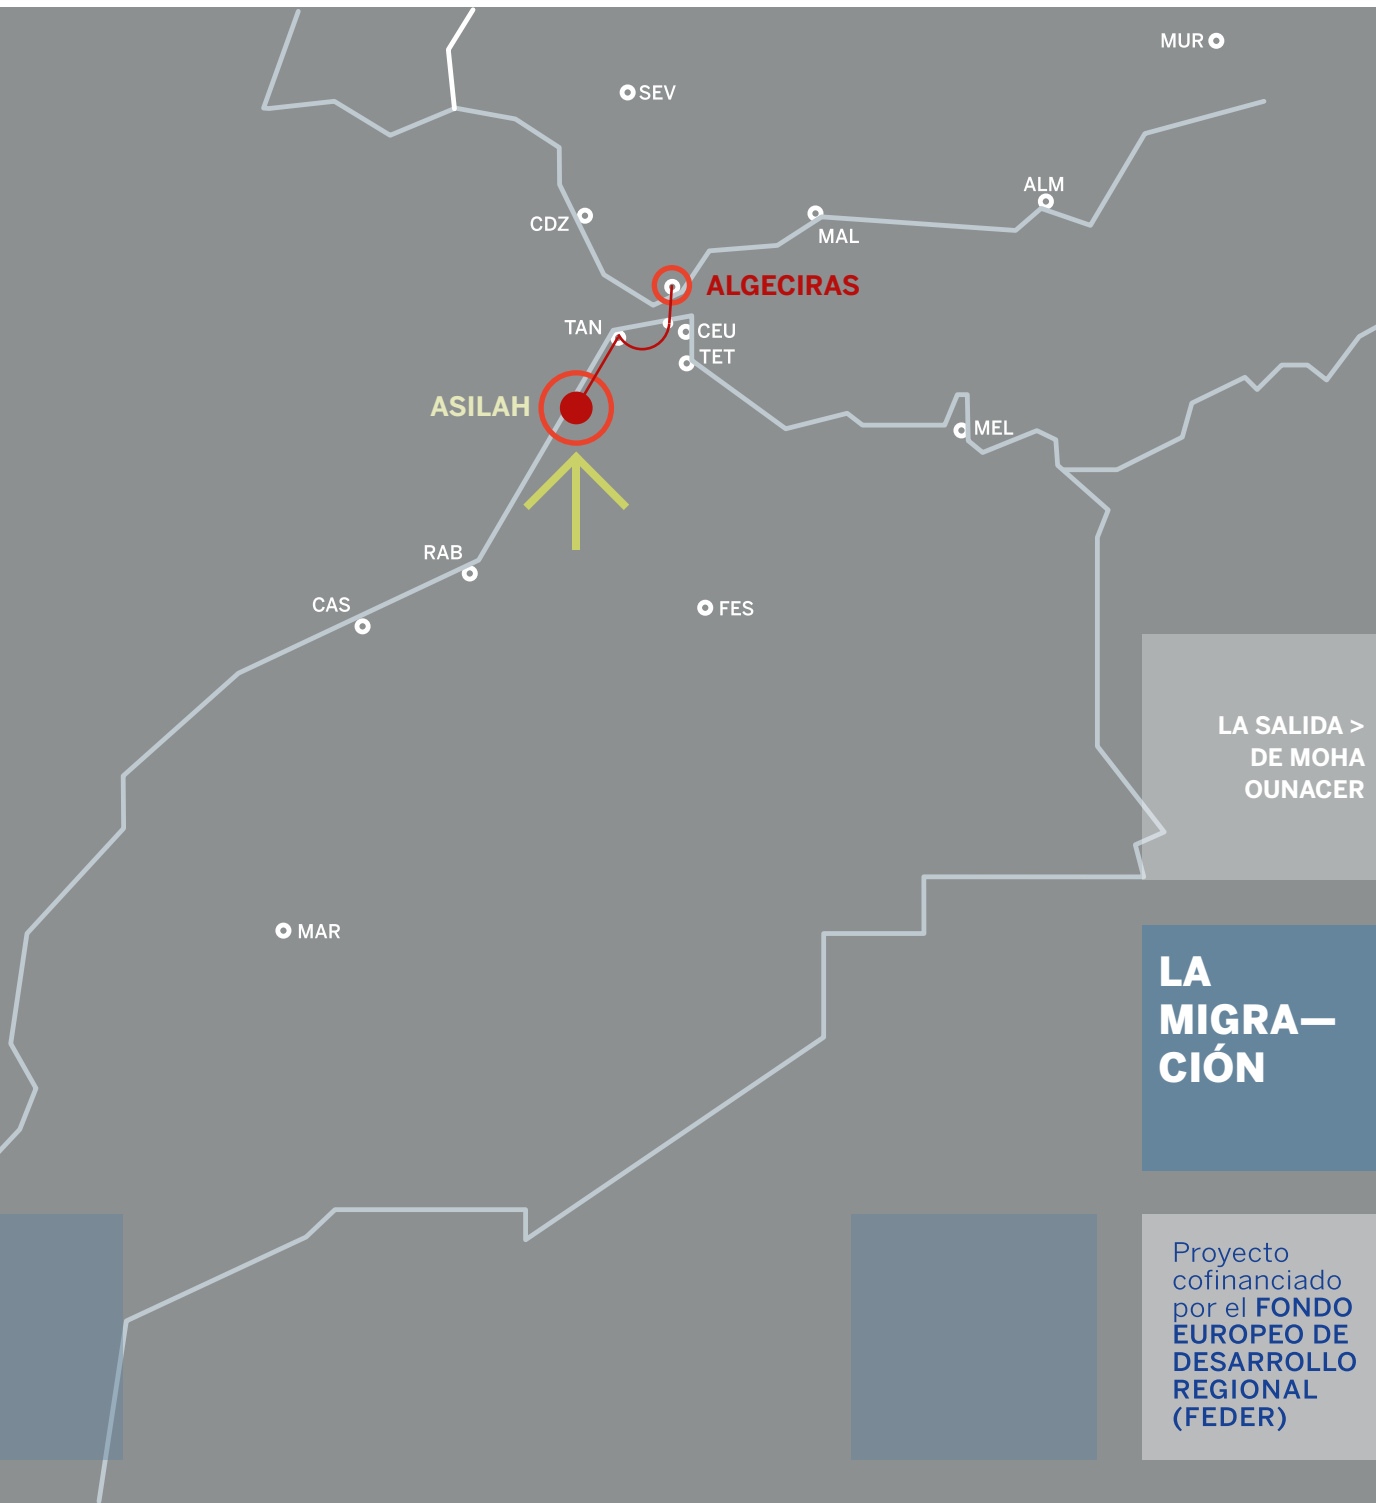 MUR
SEV
ALM
CDZ
MAL
ALGECIRAS
TAN
CEU
TET
ASILAH
MEL
RAB
CAS
FES
LA SALIDA >
DE MOHA
OUNACER
MAR
LA
MIGRA—
CIÓN
Proyecto
cofinanciado
por el FONDO
EUROPEO DE
DESARROLLO
REGIONAL
(FEDER)